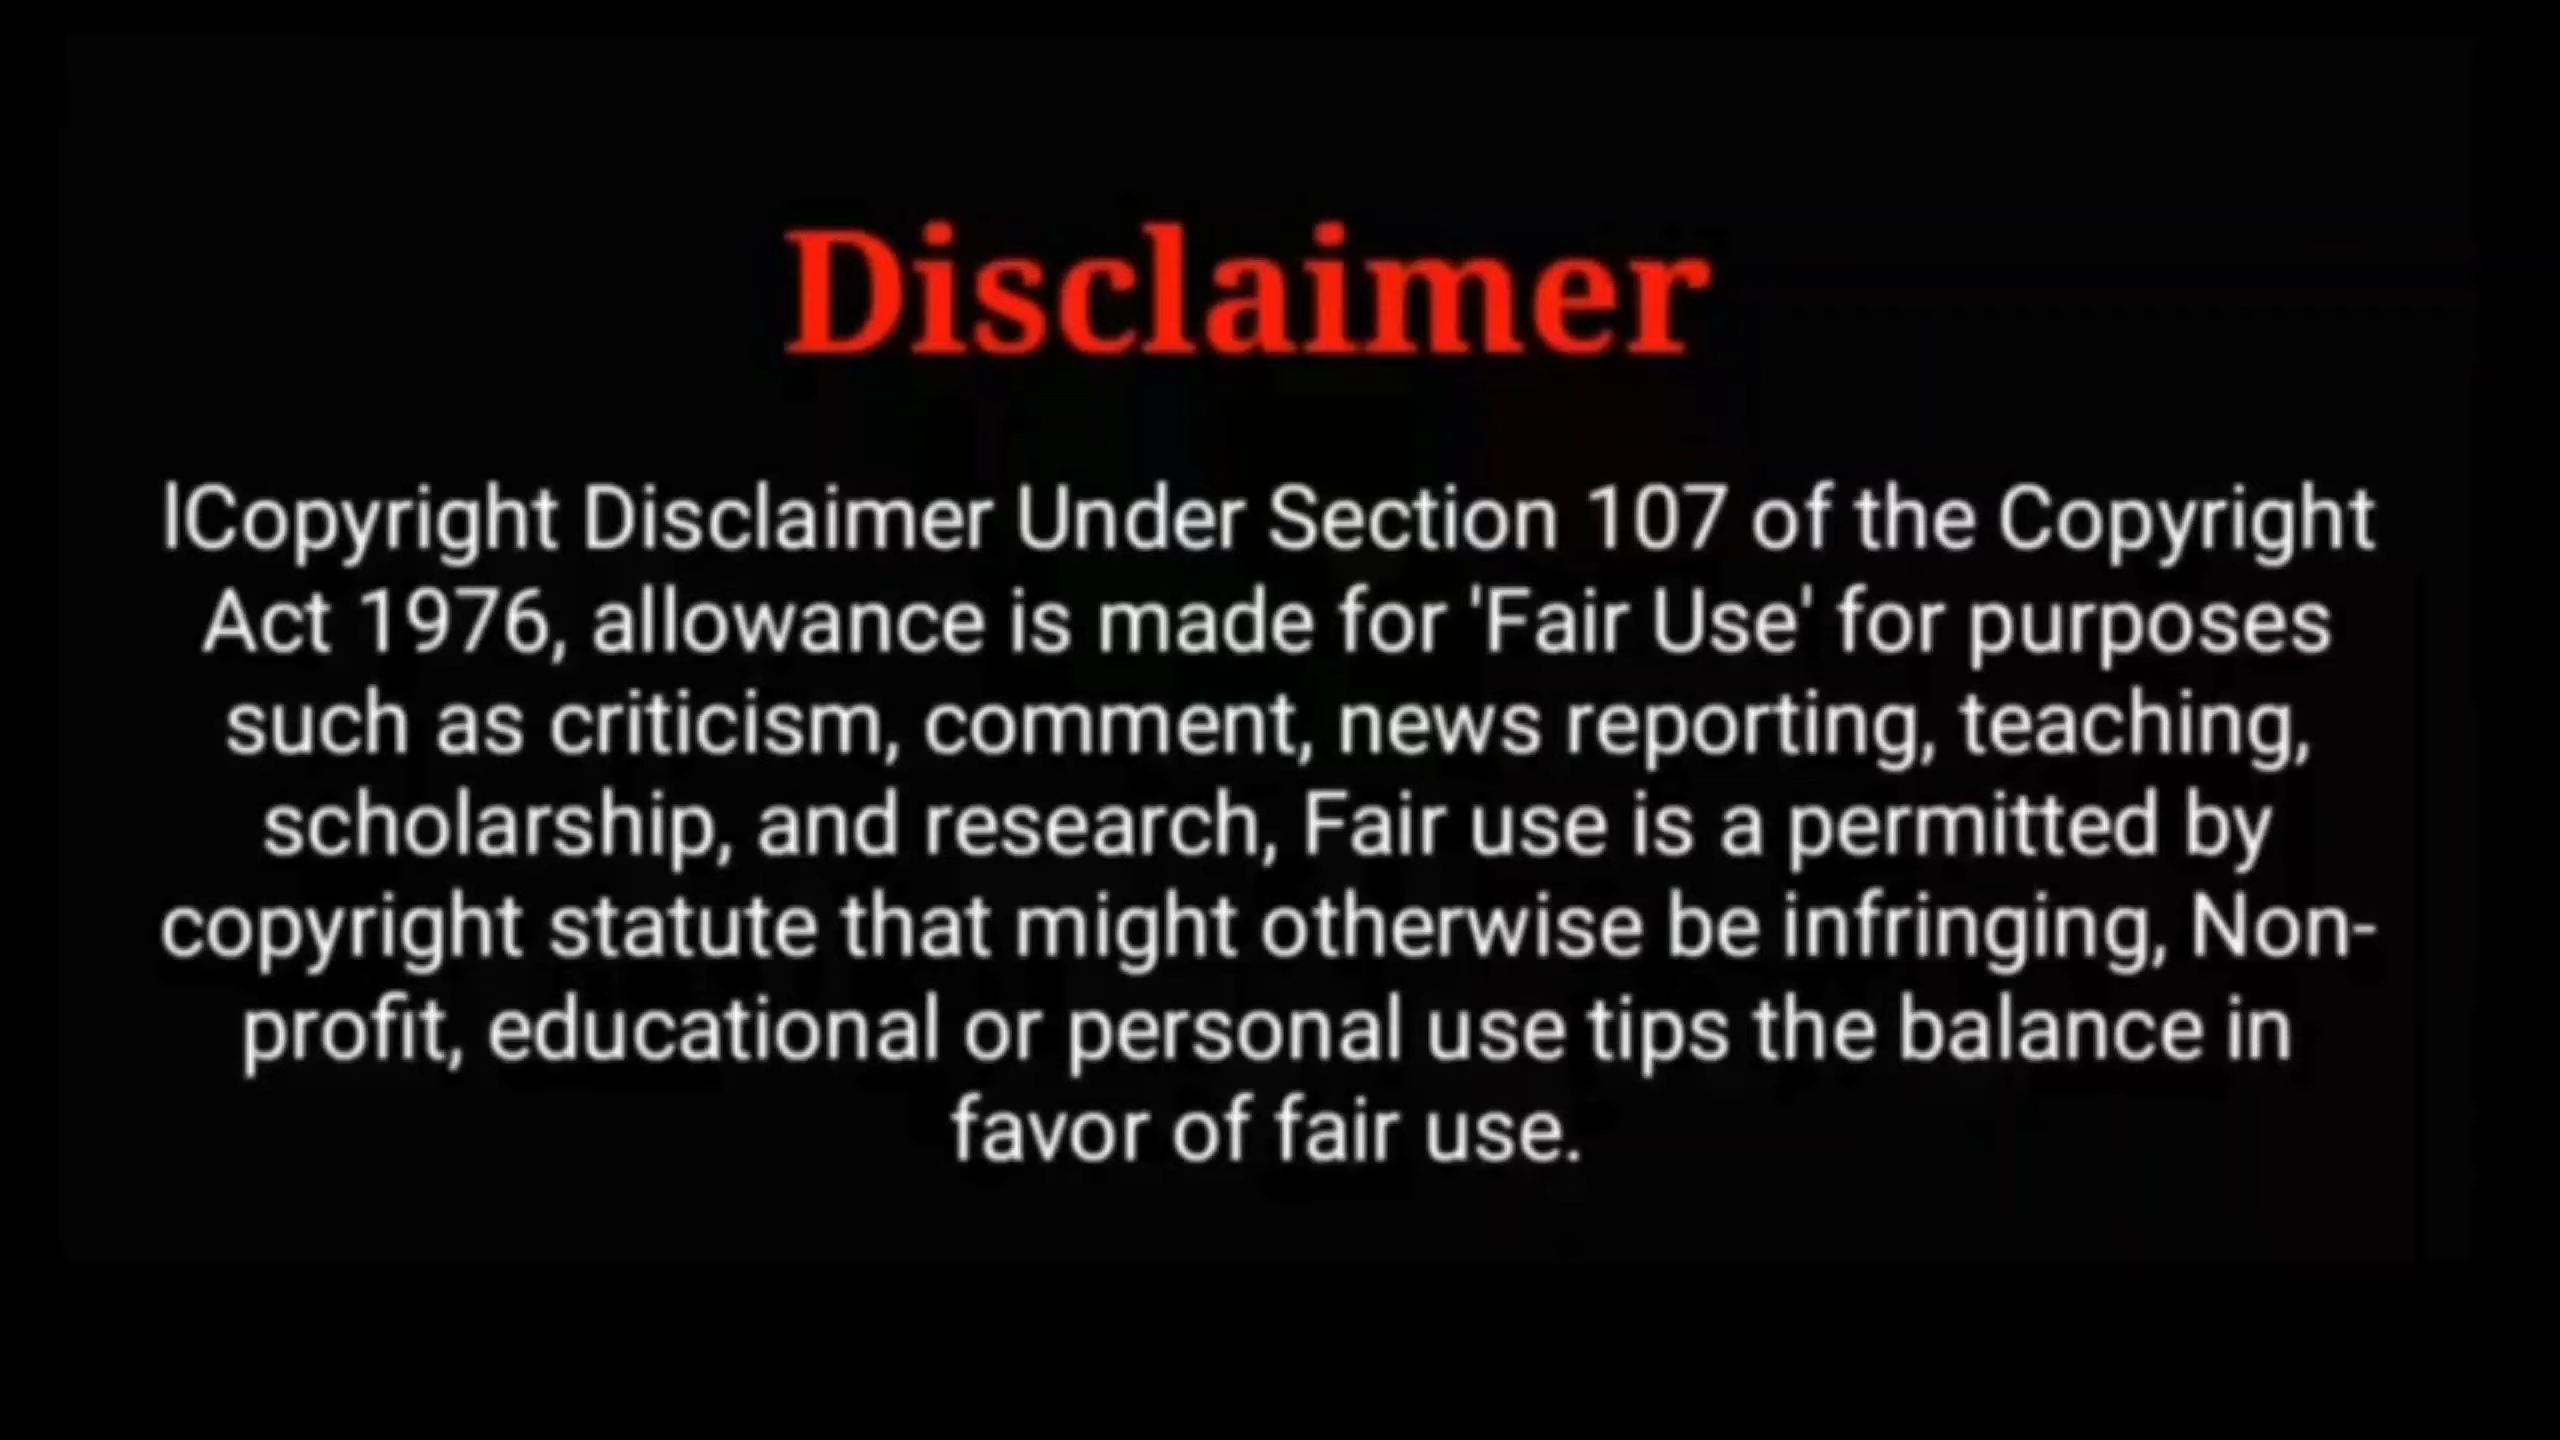 Disclaimer
lCopyright Disclaimer Under Section 107 of the Copyright
Act 1976, allowance is made for 'Fair Use' for purposes
such as criticism, comment, news reporting, teaching,
scholarship, and research, Fair use is a permitted by
copyright statute that might otherwise be infringing, Non-
profit, educational or personal use tips the balance in
favor of fair use.